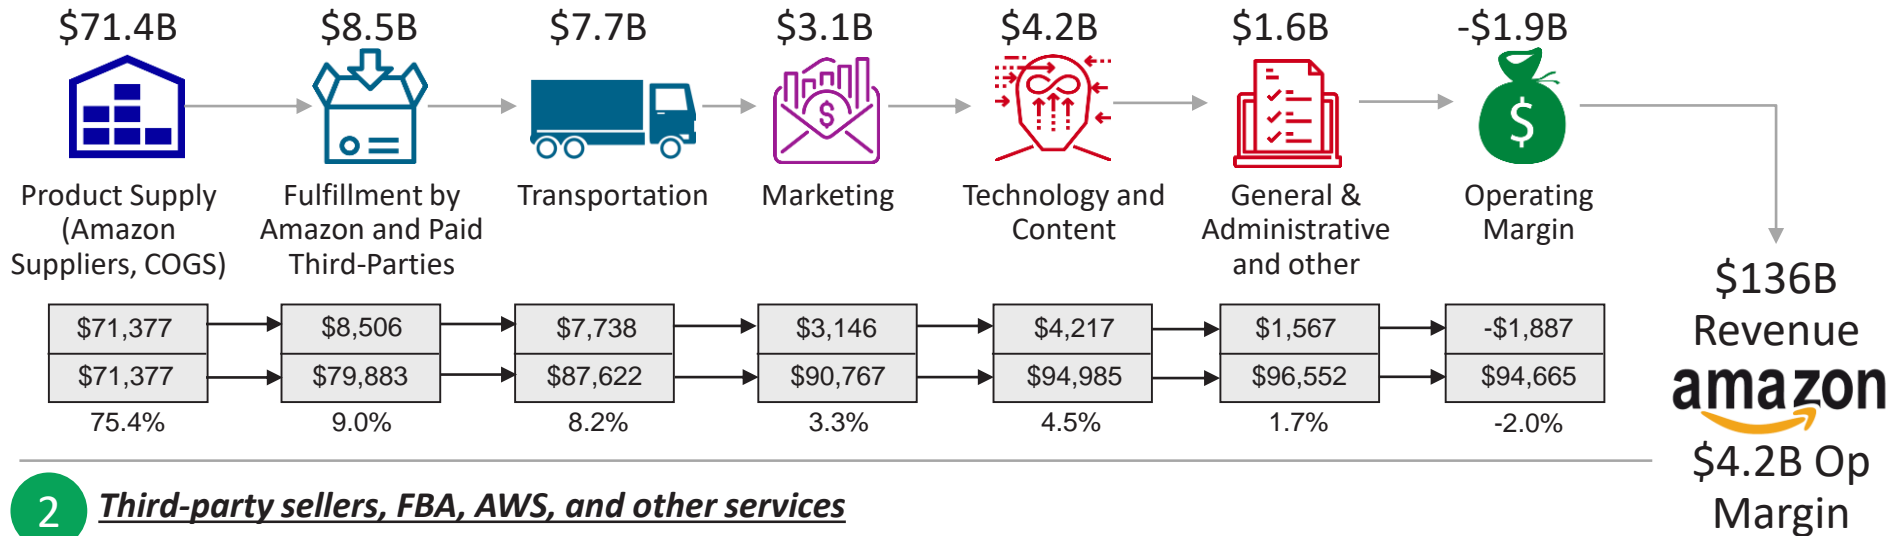 $71.4B
$8.5B
$7.7B
$3.1B
$4.2B
$1.6B
-$1.9B
$
$
Product Supply
(Amazon
Suppliers, COGS)
Fulfillment by
Amazon and Paid
Third-Parties
Transportation
Marketing
Technology and
Content
General &
Administrative
and other
Operating
Margin
$71,377
$8,506
$7,738
$3,146
$4,217
$1,567
-$1,887
$71,377
$79,883
$87,622
$90,767
$94,985
$96,552
$94,665
75.4%
9.0%
8.2%
3.3%
4.5%
1.7%
-2.0%
$136B
Revenue
amazon
$4.2B Op
Margin
2 Third-party sellers, FBA, AWS, and other services